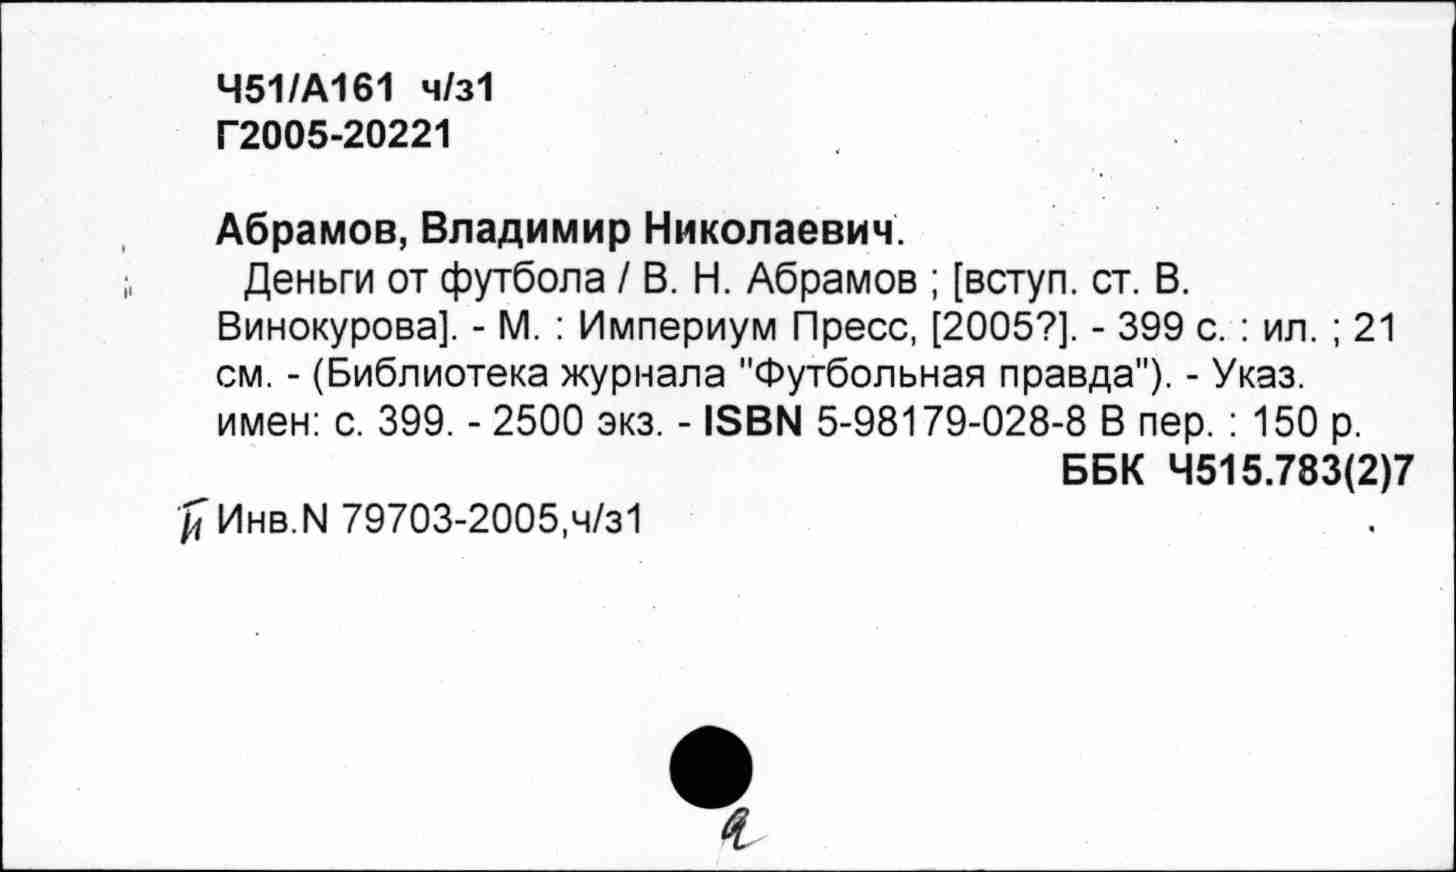 Ч51/А161 ч/з1
Г2005-20221
Абрамов, Владимир Николаевич.
Деньги от футбола / В. Н. Абрамов ; [вступ. ст. В.
Винокурова]. - М. : Империум Пресс, [2005?]. - 399 с. : ил. ; 21
см. - (Библиотека журнала "Футбольная правда"). - Указ.
имен: с. 399. - 2500 экз. - ISBN 5-98179-028-8 В пер. : 150 р.
ББК Ч515.783(2)7
Инв.N 79703-2005,ч/з1